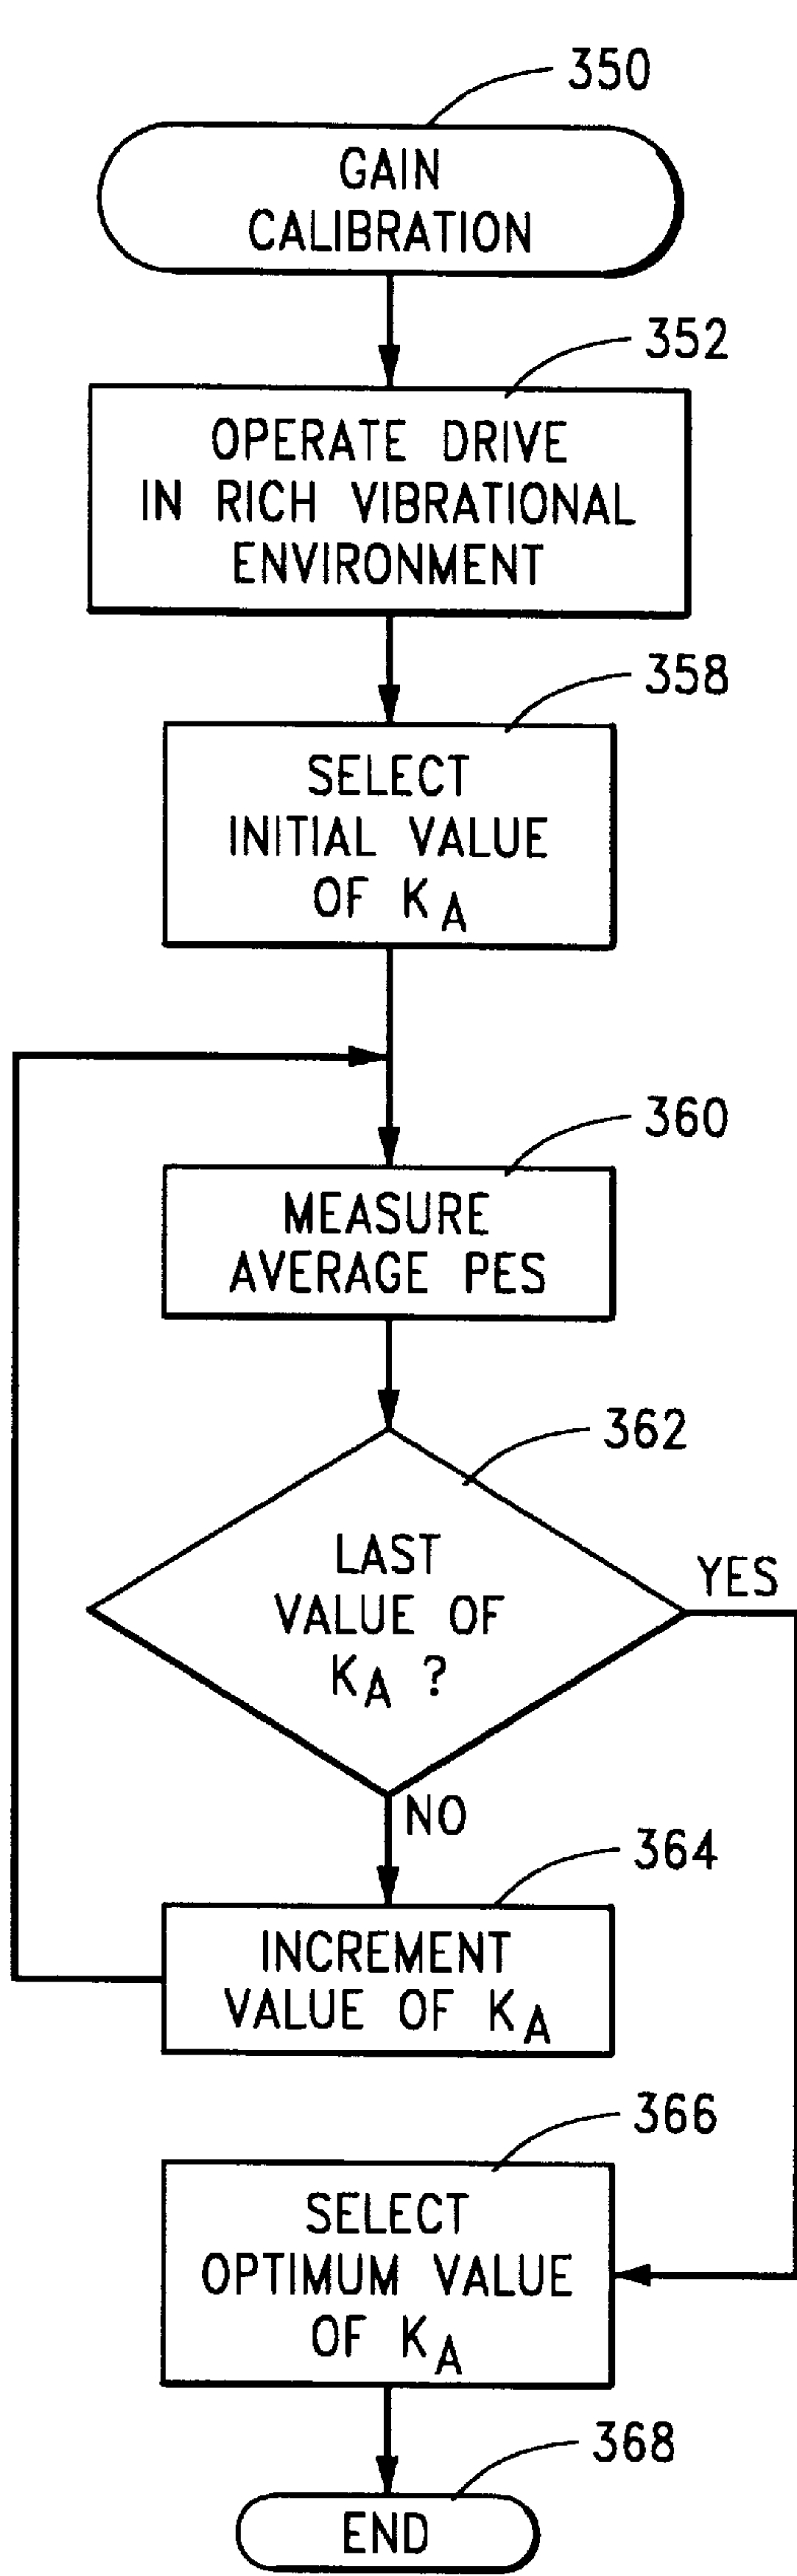 350
GAIN
CALIBRATION
352
OPERATE DRIVE
IN RICH VIBRATIONAL
ENVIRONMENT
358
SELECT
INITIAL VALUE
OF KA
360
MEASURE
AVERAGE PES
362
LAST
VALUE OF
KA ?
YES
NO
364
INCREMENT
VALUE OF KA
366
SELECT
OPTIMUM VALUE
OF KA
368
END